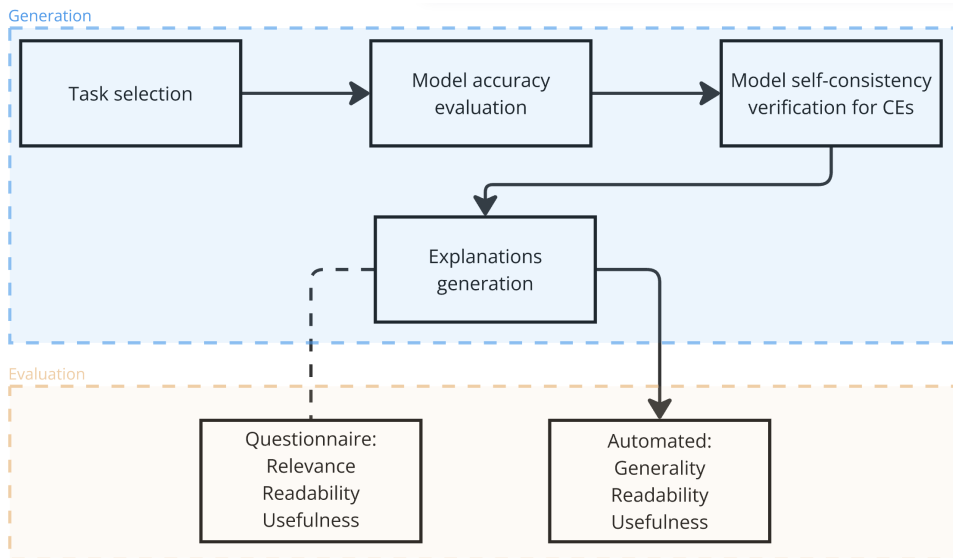 Generation
Task selection
Model accuracy
evaluation
Model self-consistency
verification for CEs
Explanations
generation
Evaluation
Questionnaire:
Relevance
Readability
Usefulness
Automated:
Generality
Readability
Usefulness